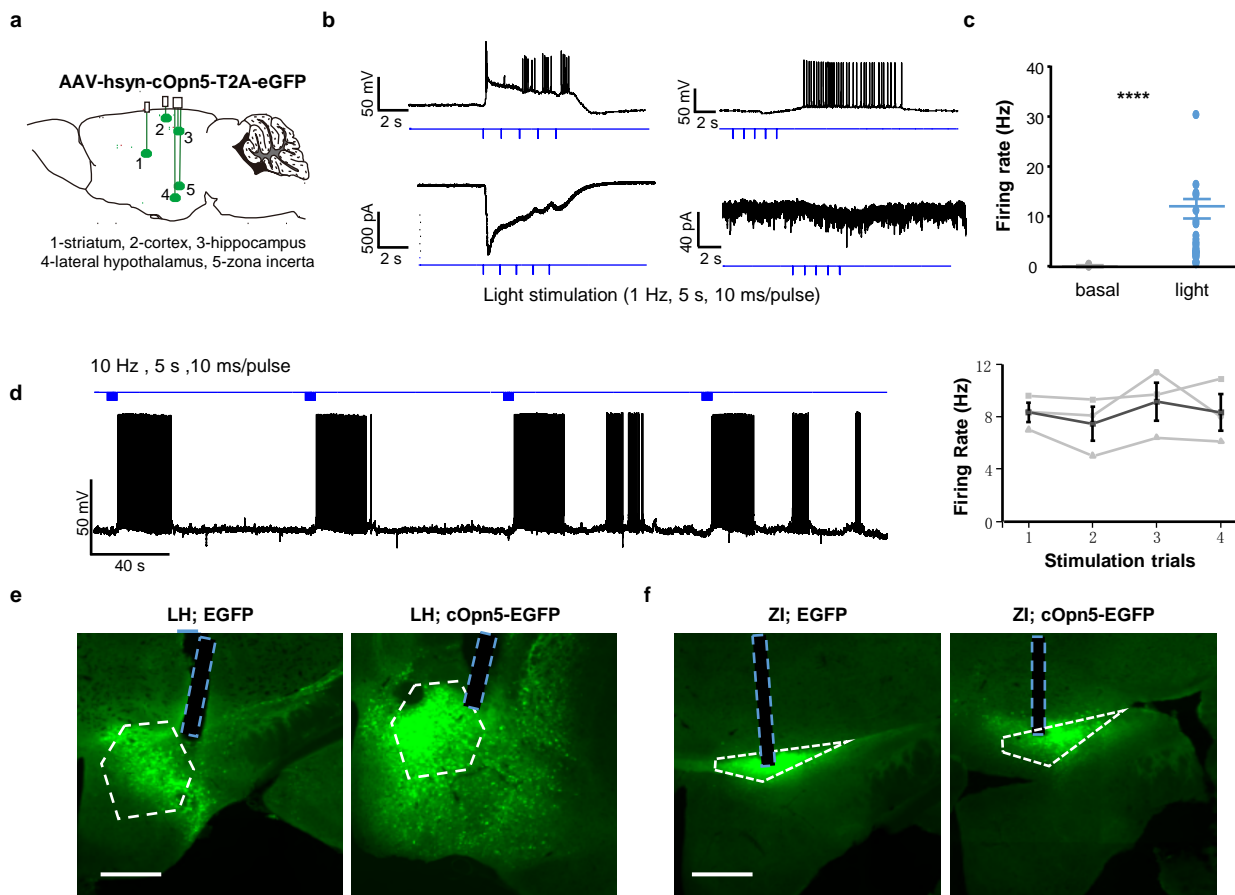 a
AAV-hsyn-cOpn5-T2A-eGFP
1
2
3
4
5
1-striatum, 2-cortex, 3-hippocampus
4-lateral hypothalamus, 5-zona incerta
b
50 mV
2 s
50 mV
2 s
500 pA
2 s
40 pA
2 s
Light stimulation (1 Hz, 5 s, 10 ms/pulse)
c
Firing rate (Hz)
40
30
20
10
0
****
basal
light
d
10 Hz , 5 s ,10 ms/pulse
50 mV
40 s
Firing Rate (Hz)
12
8
4
0
1
2
3
4
Stimulation trials
e
LH; EGFP
LH; cOpn5-EGFP
f
ZI; EGFP
ZI; cOpn5-EGFP